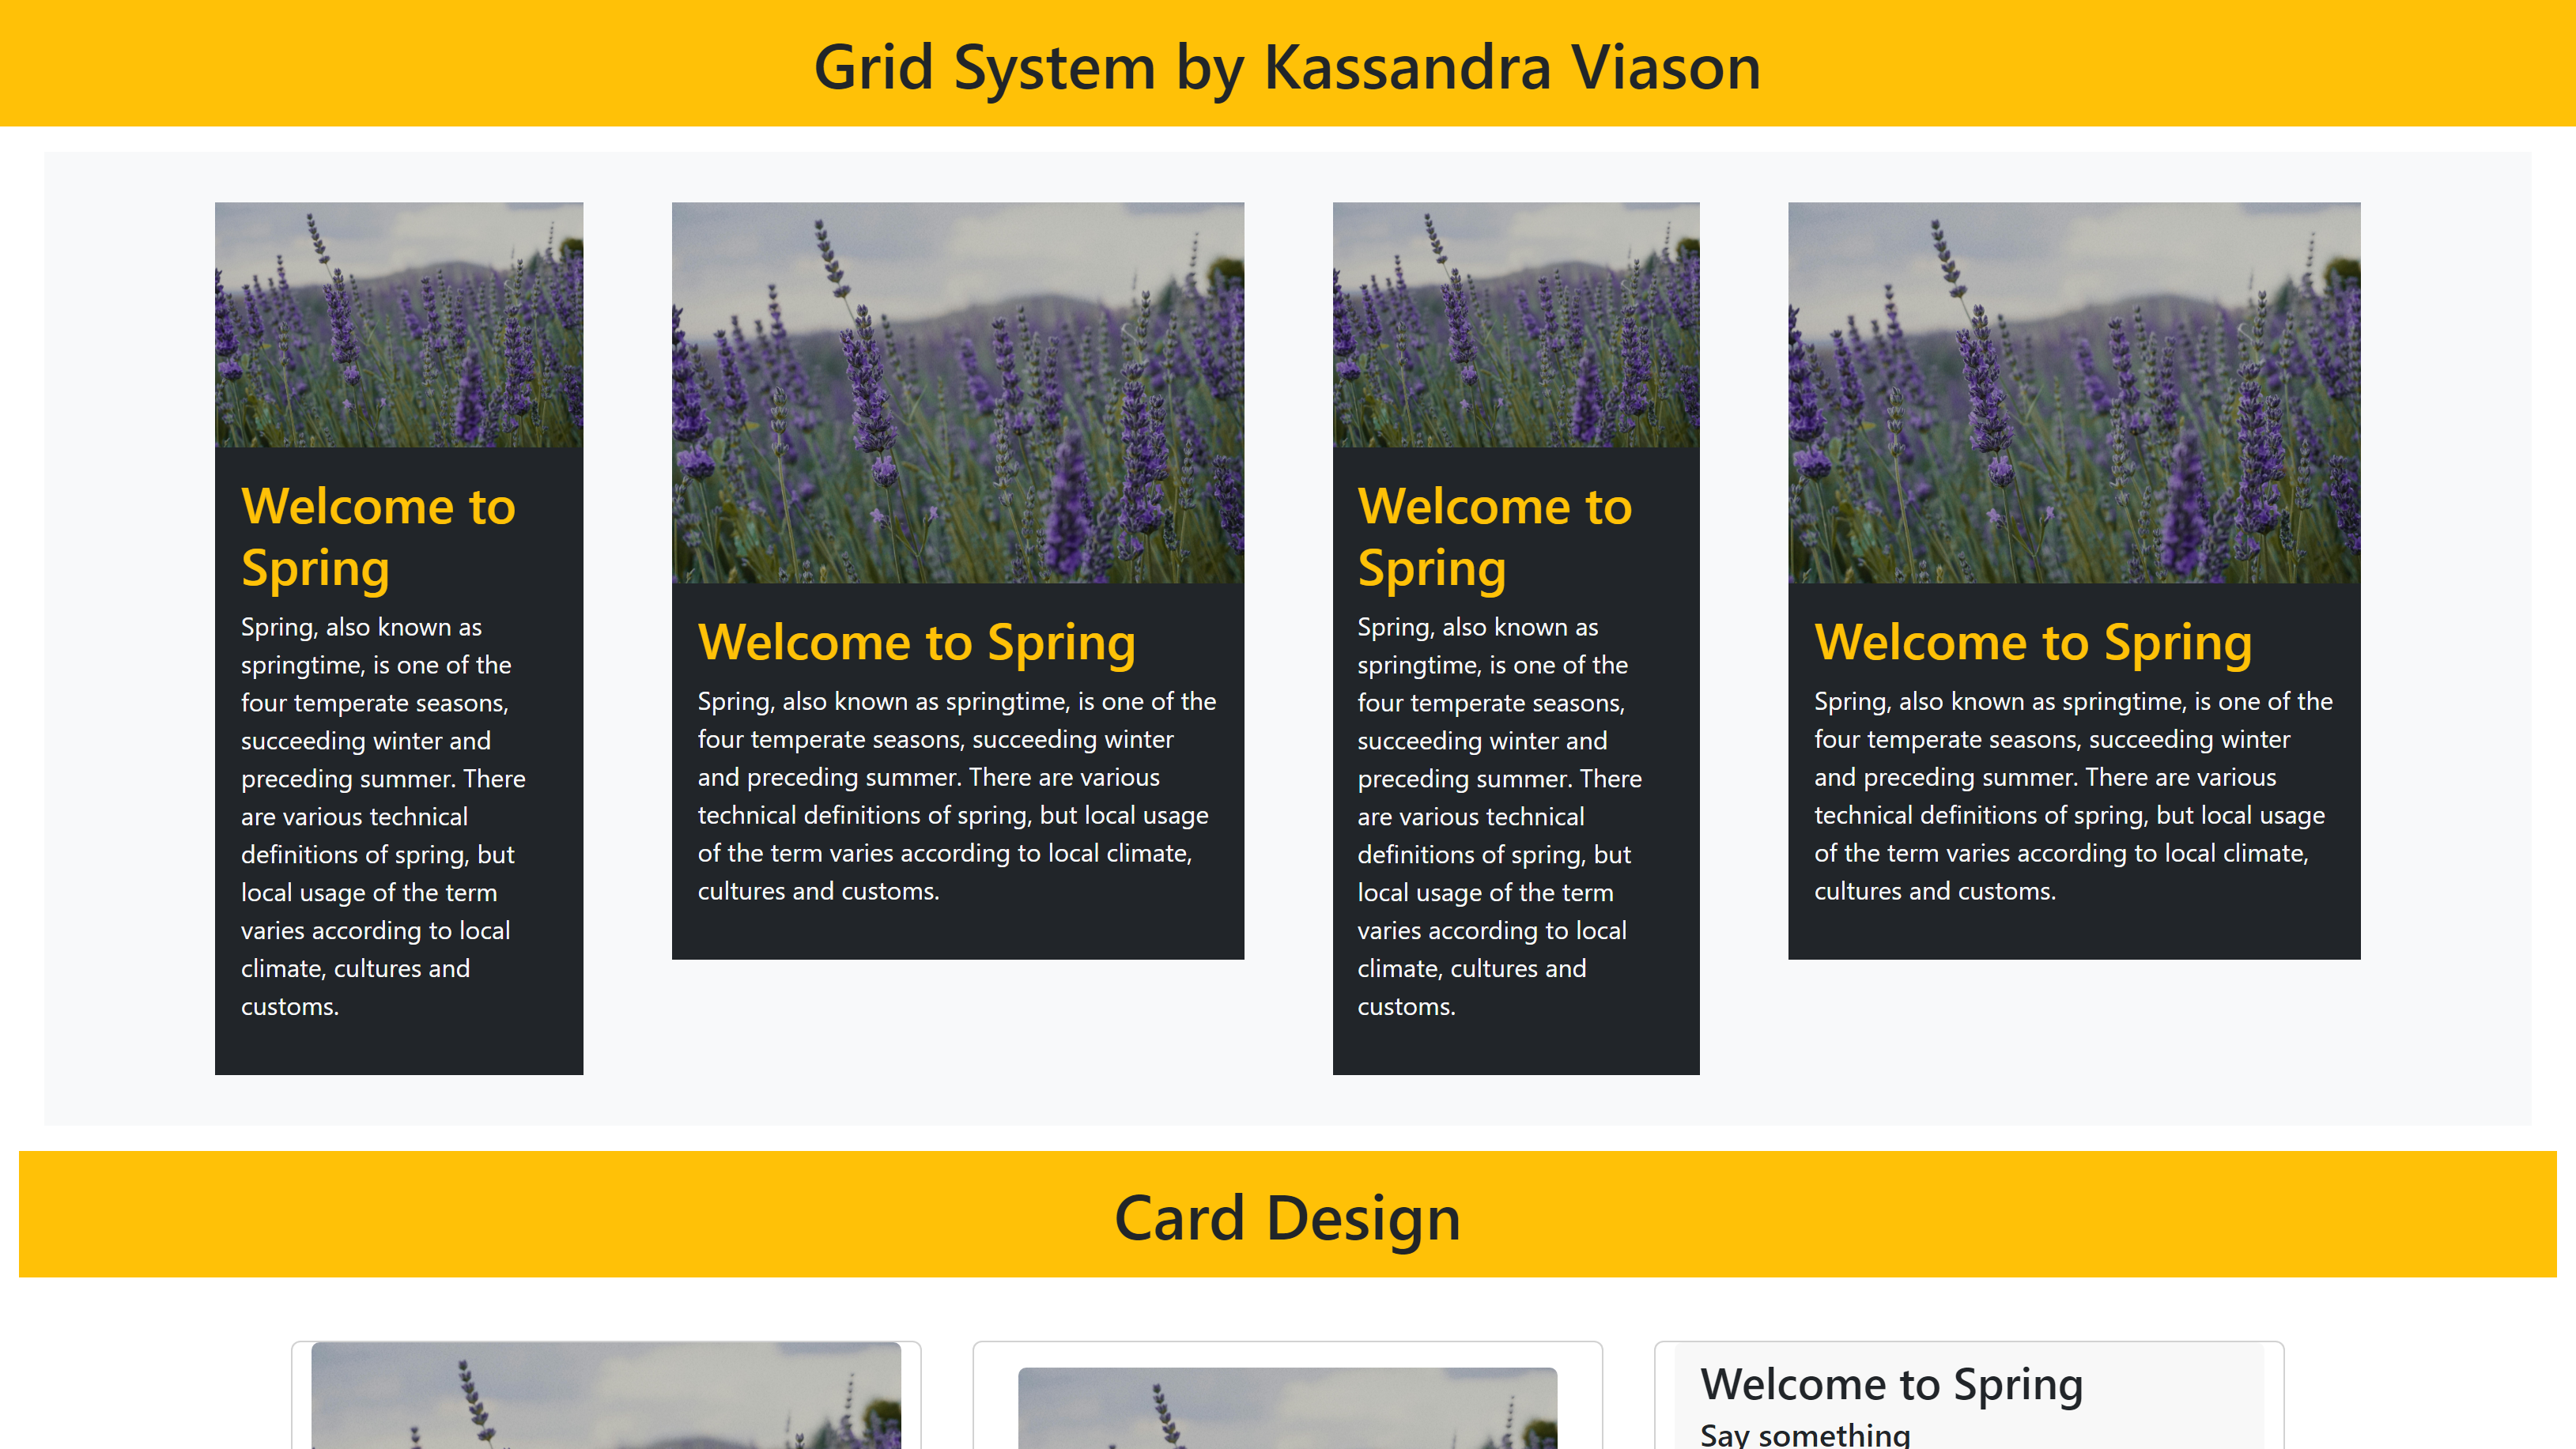 Grid System by Kassandra Viason
Welcome to
Spring
Spring, also known as
springtime, is one of the
four temperate seasons,
succeeding winter and
preceding summer. There
are various technical
definitions of spring, but
local usage of the term
varies according to local
climate, cultures and
customs.
Welcome to Spring
Spring, also known as springtime, is one of the
four temperate seasons, succeeding winter
and preceding summer. There are various
technical definitions of spring, but local usage
of the term varies according to local climate,
cultures and customs.
Welcome to
Spring
Spring, also known as
springtime, is one of the
four temperate seasons,
succeeding winter and
preceding summer. There
are various technical
definitions of spring, but
local usage of the term
varies according to local
climate, cultures and
customs.
Welcome to Spring
Spring, also known as springtime, is one of the
four temperate seasons, succeeding winter
and preceding summer. There are various
technical definitions of spring, but local usage
of the term varies according to local climate,
cultures and customs.
Card Design
Welcome to Spring
Say something